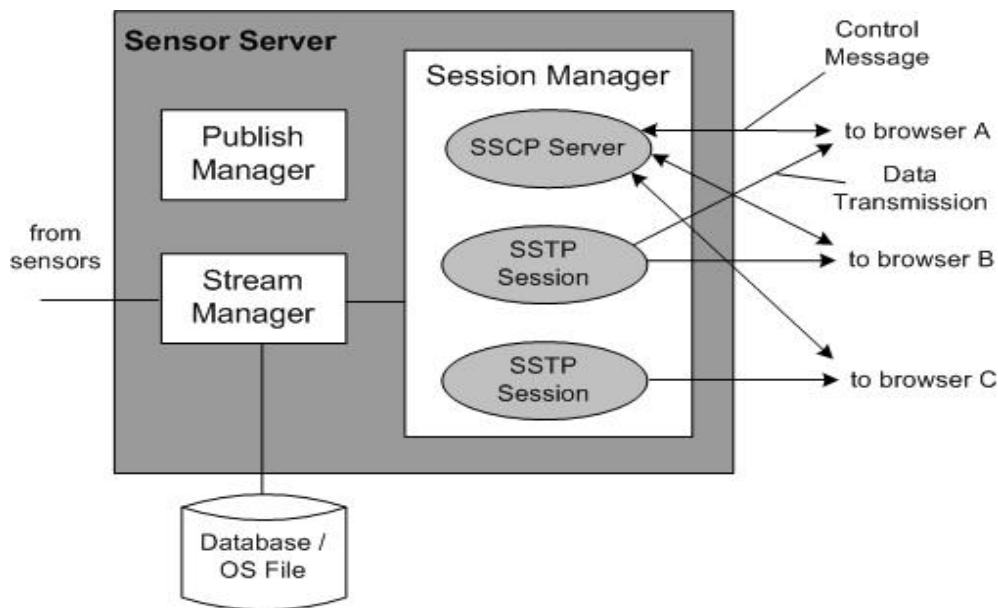 Sensor Server
Session Manager
Control
Message
Publish
Manager
SSCP Server
to browser A
Data
Transmission
from
sensors
Stream
Manager
SSTP
Session
to browser B
SSTP
Session
to browser C
Database /
OS File